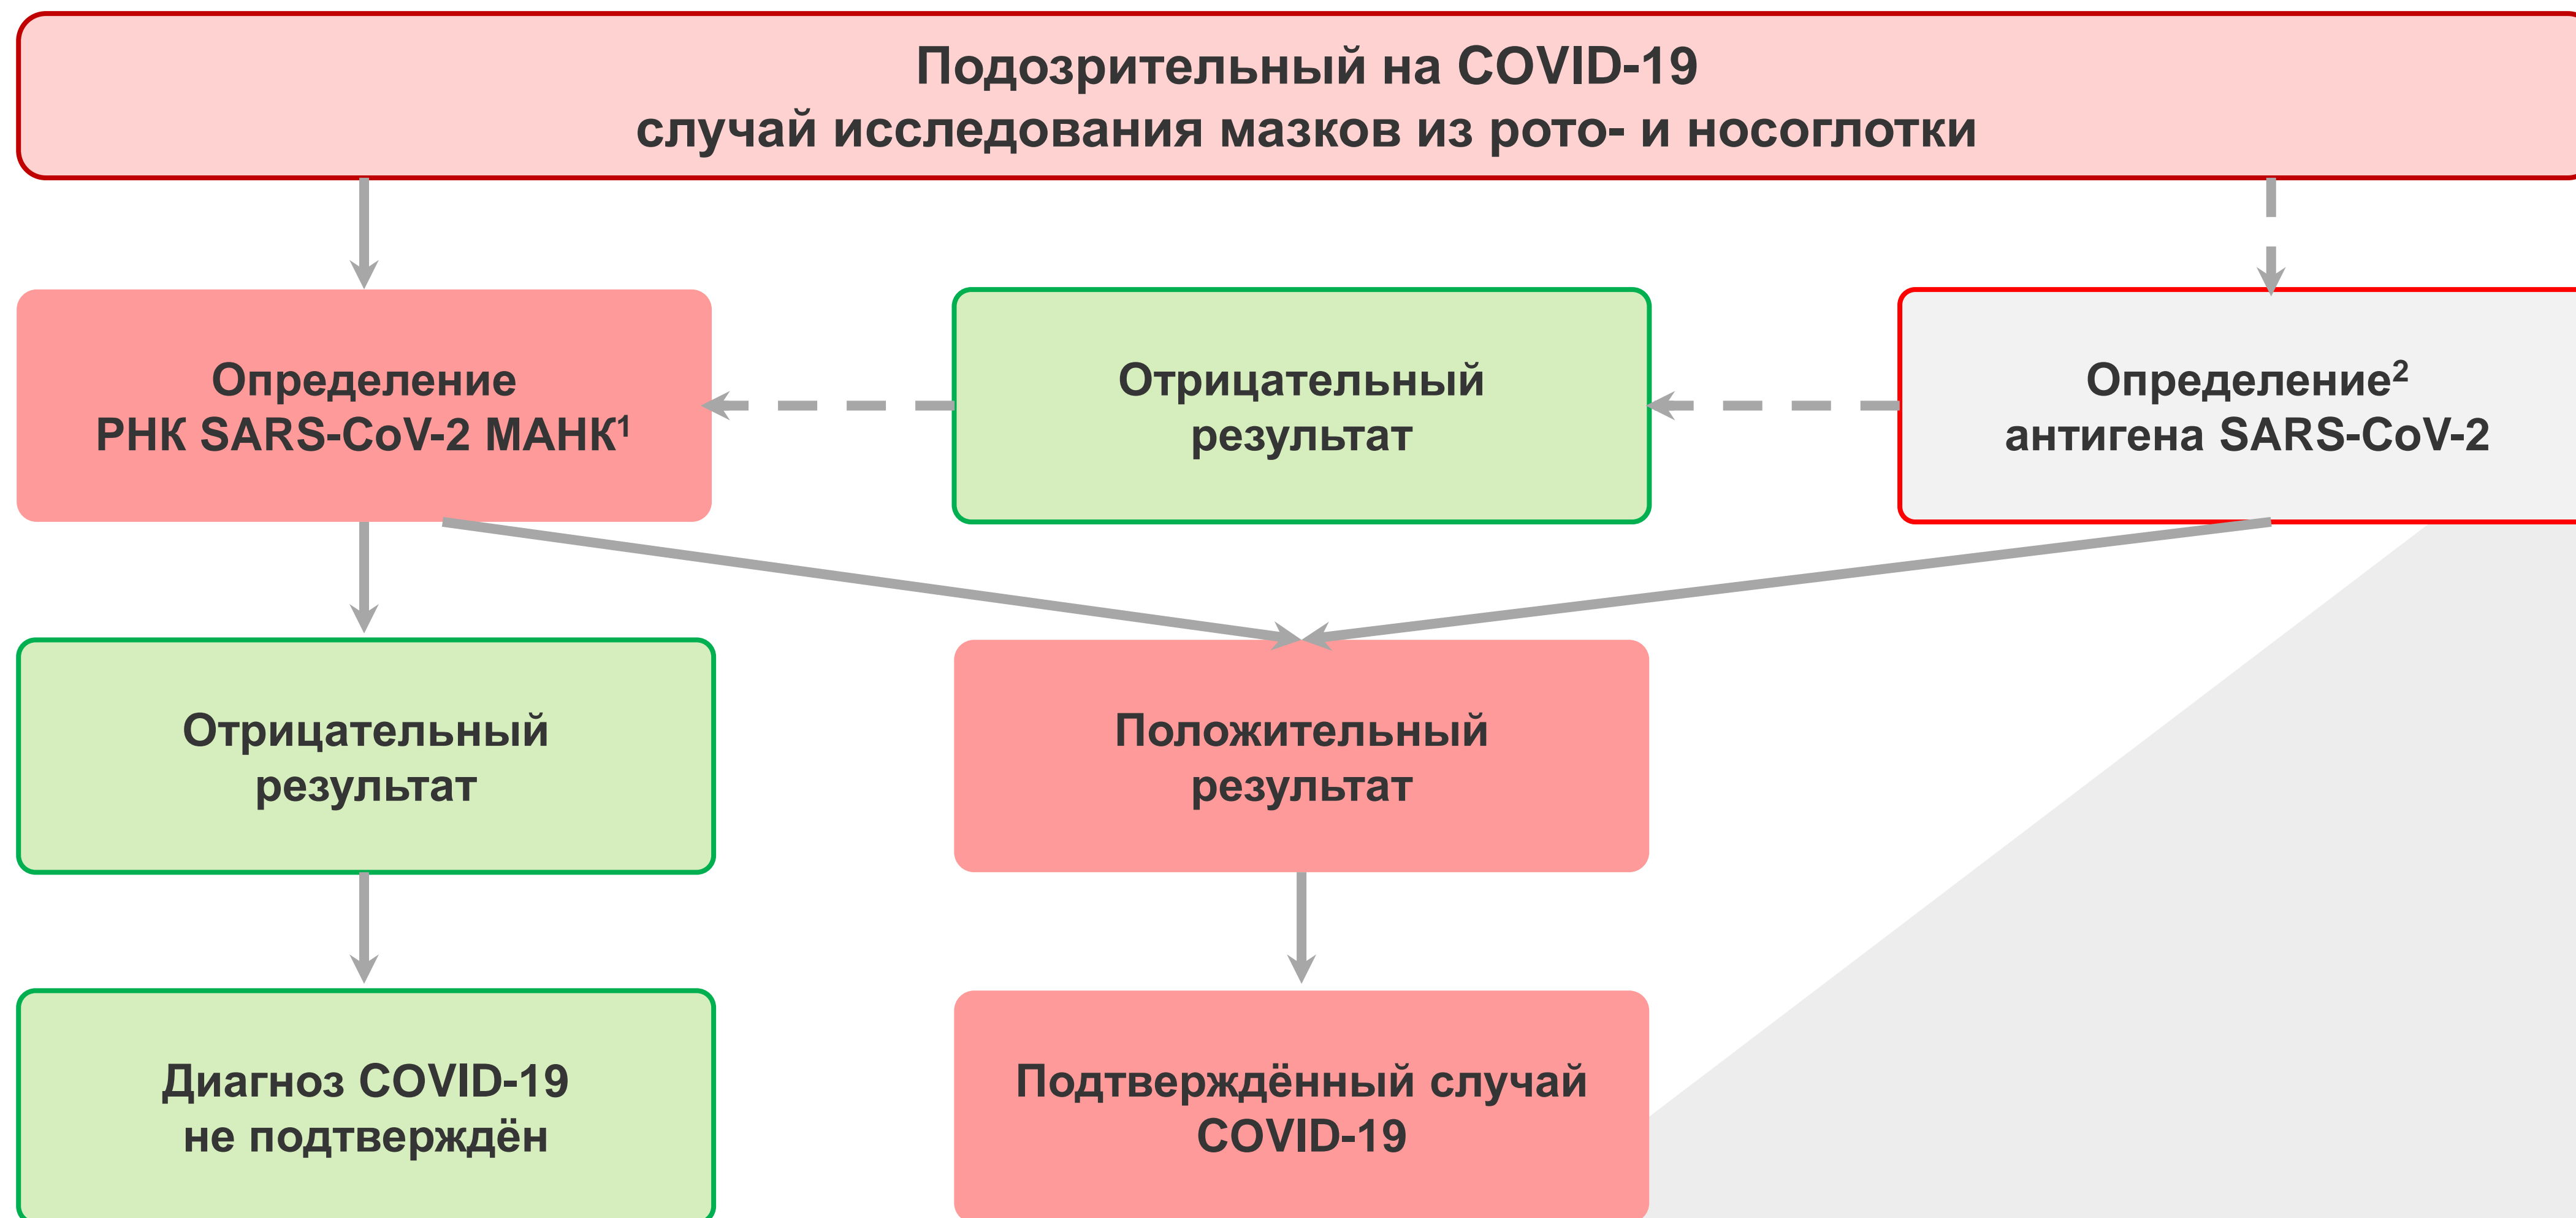 Подозрительный на COVID-19
случай исследования мазков из рото- и носоглотки
Определение
РНК SARS-CoV-2 МАНК¹
Отрицательный
результат
Определение²
антигена SARS-CoV-2
Отрицательный
результат
Положительный
результат
Диагноз COVID-19
не подтверждён
Подтверждённый случай
COVID-19